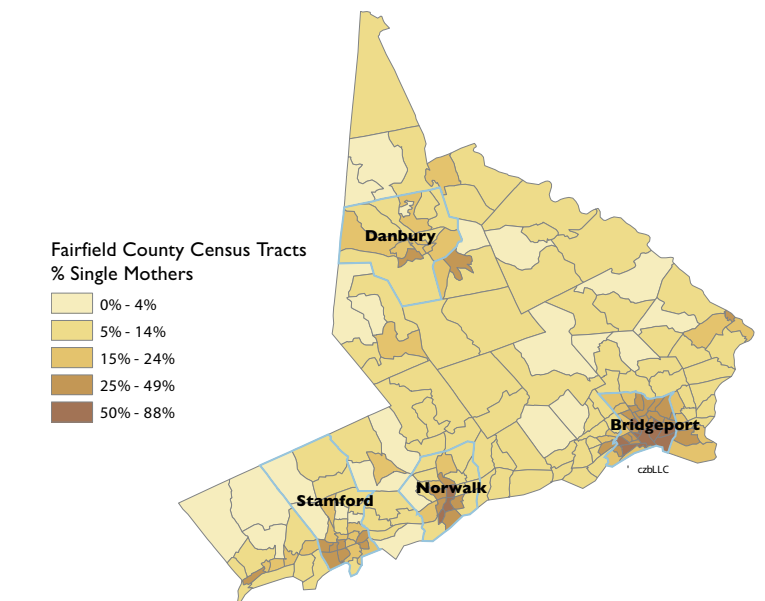 Danbury
Fairfield County Census Tracts
% Single Mothers
0% - 4%
5% - 14%
15% - 24%
25% - 49%
50% - 88%
Bridgeport
czbLLC
Norwalk
Stamford